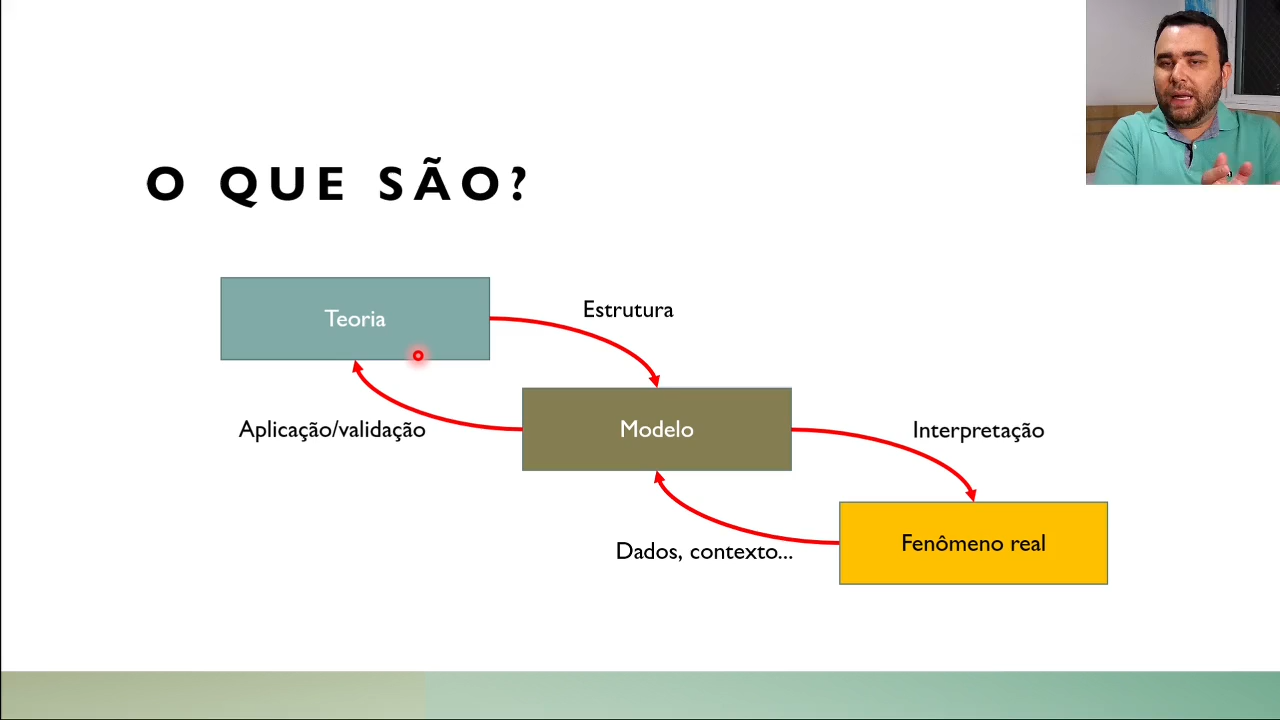 O QUE SÃO?
Teoria
Estrutura
Aplicação/validação
Modelo
Interpretação
Dados, contexto...
Fenômeno real